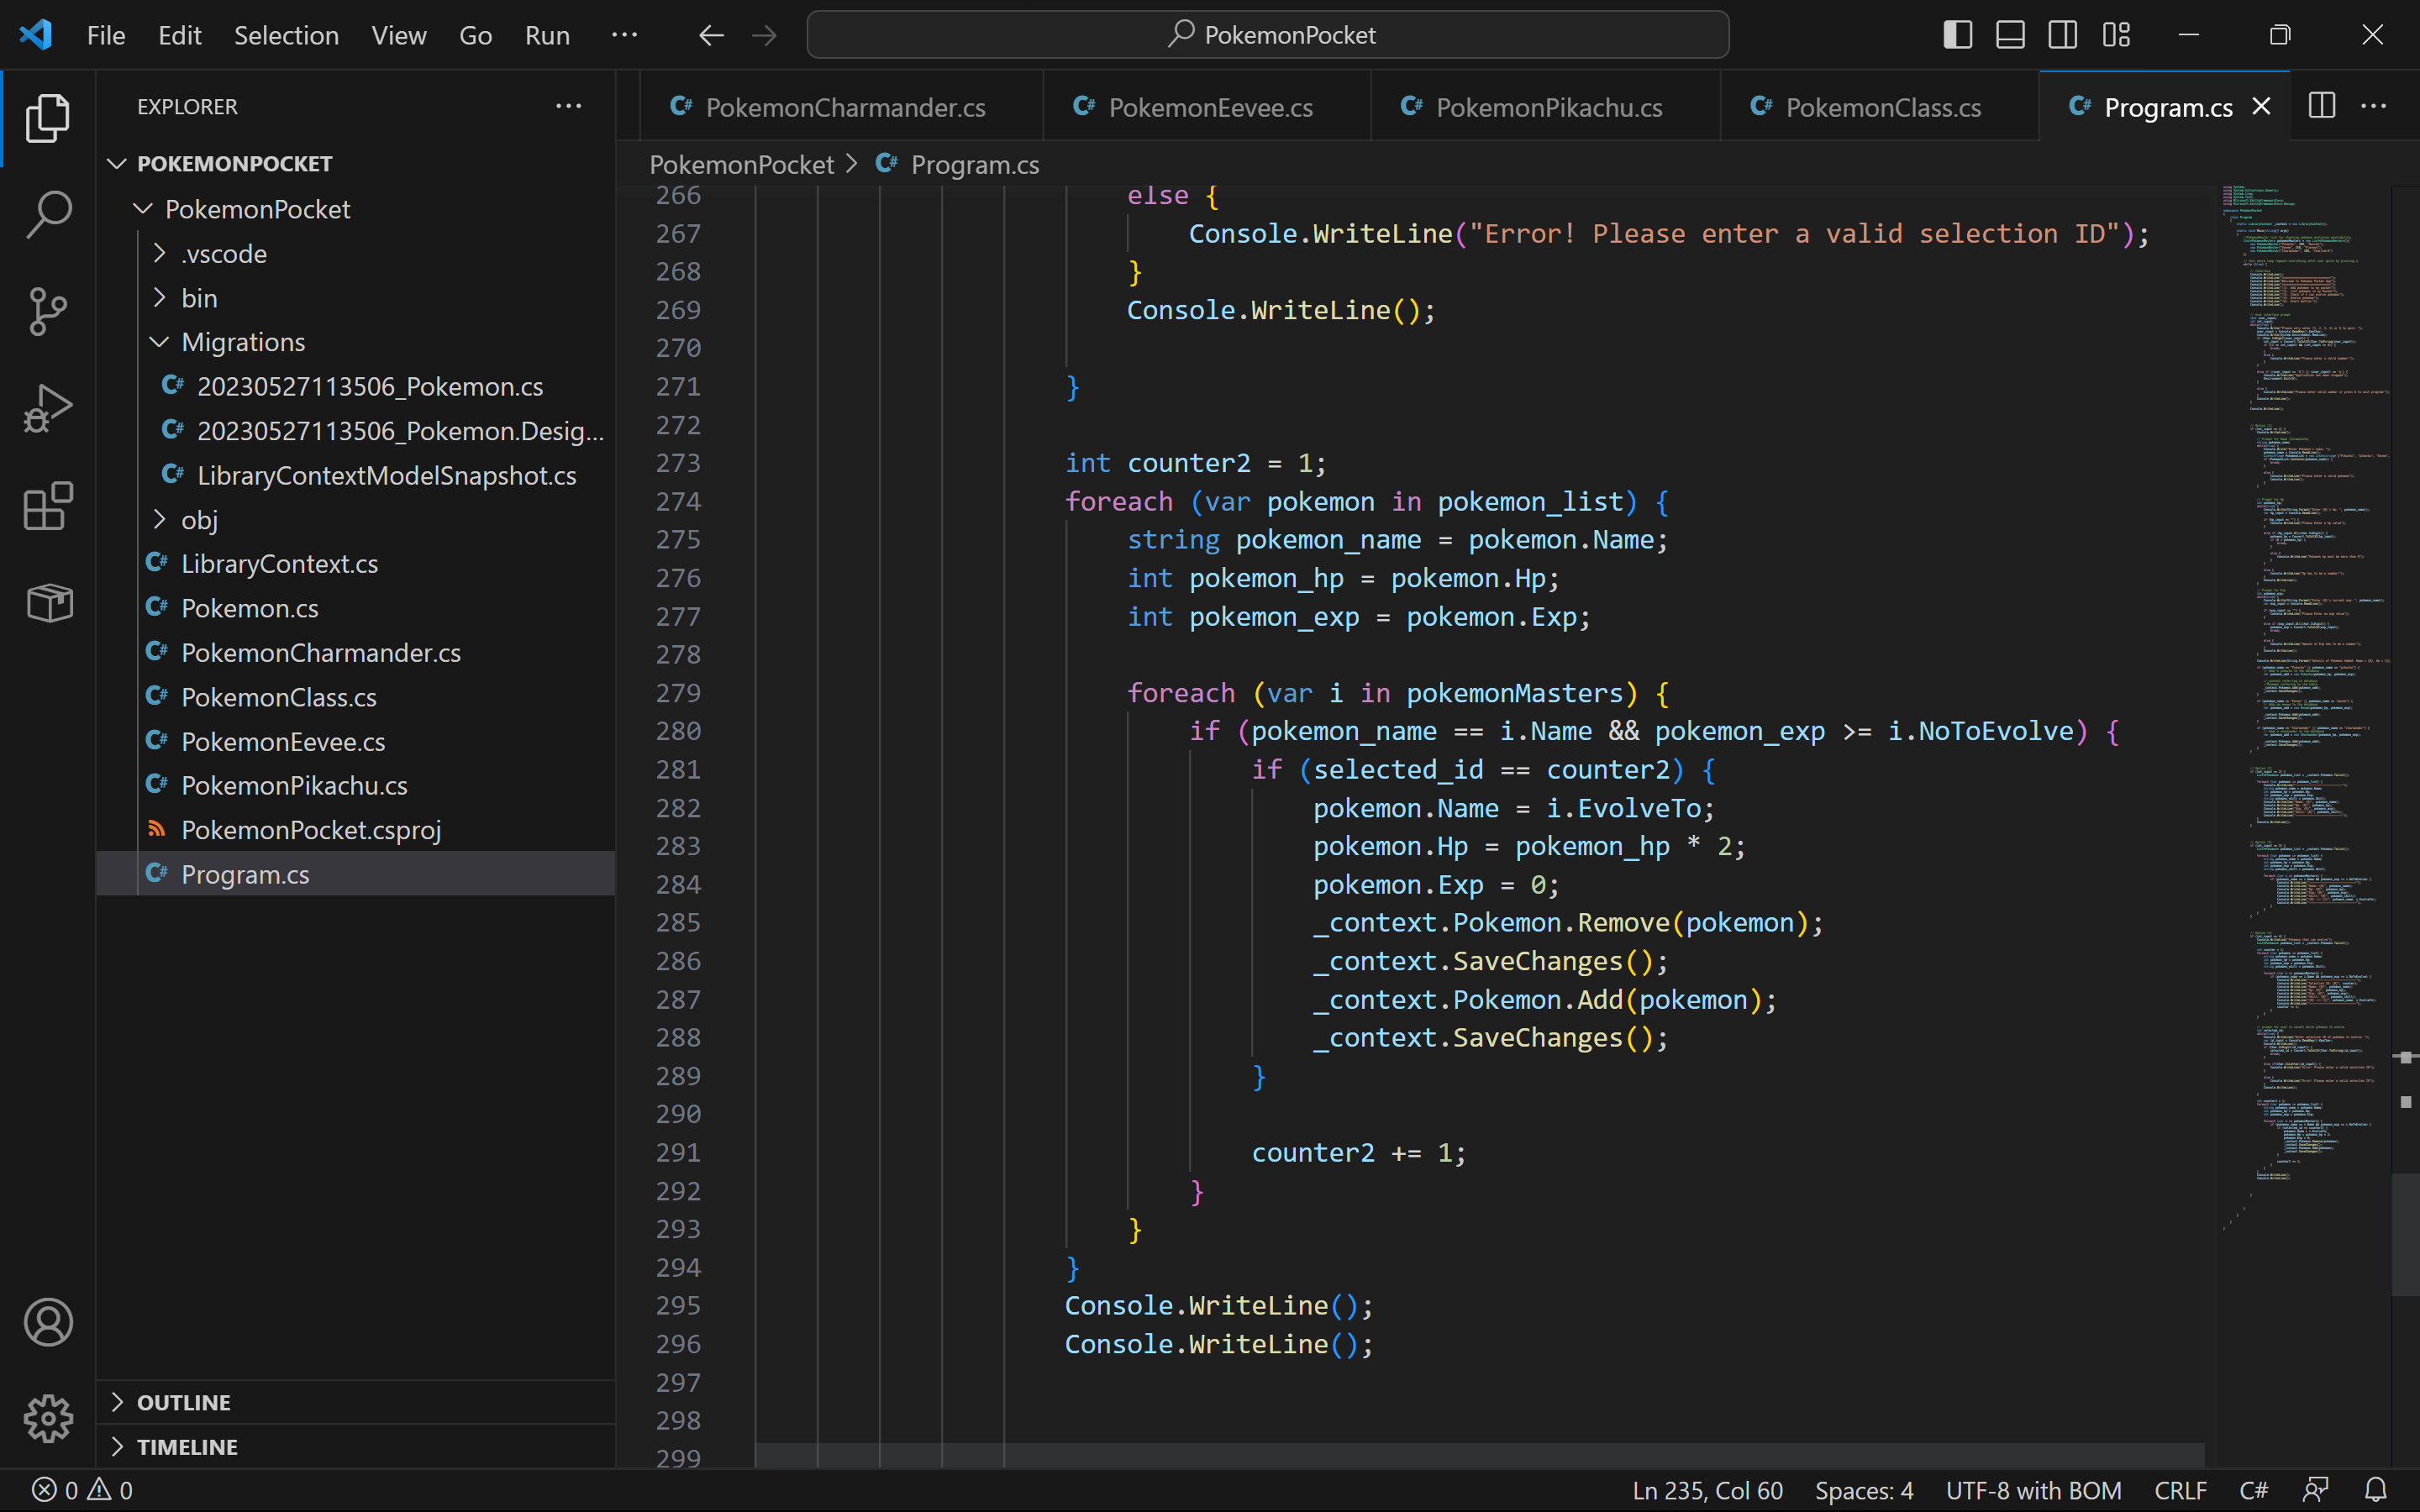 File Edit Selection View Go Run ··· PokemonPocket
EXPLORER
POKEMONPOCKET
PokemonPocket
.vscode
bin
Migrations
20230527113506_Pokemon.cs
20230527113506_Pokemon.Desig...
LibraryContextModelSnapshot.cs
obj
LibraryContext.cs
Pokemon.cs
PokemonCharmander.cs
PokemonClass.cs
PokemonEevee.cs
PokemonPikachu.cs
PokemonPocket.csproj
Program.cs
OUTLINE
TIMELINE
PokemonCharmander.cs PokemonEevee.cs PokemonPikachu.cs PokemonClass.cs Program.cs
PokemonPocket > Program.cs
266 else {
267 Console.WriteLine("Error! Please enter a valid selection ID");
268 }
269 Console.WriteLine();
270
271 }
272
273 int counter2 = 1;
274 foreach (var pokemon in pokemon_list) {
275 string pokemon_name = pokemon.Name;
276 int pokemon_hp = pokemon.Hp;
277 int pokemon_exp = pokemon.Exp;
278
279 foreach (var i in pokemonMasters) {
280 if (pokemon_name == i.Name && pokemon_exp >= i.NoToEvolve) {
281 if (selected_id == counter2) {
282 pokemon.Name = i.EvolveTo;
283 pokemon.Hp = pokemon_hp * 2;
284 pokemon.Exp = 0;
285 _context.Pokemon.Remove(pokemon);
286 _context.SaveChanges();
287 _context.Pokemon.Add(pokemon);
288 _context.SaveChanges();
289 }
290
291 counter2 += 1;
292 }
293 }
294 }
295 Console.WriteLine();
296 Console.WriteLine();
297
298
299
0 0 Ln 235, Col 60 Spaces: 4 UTF-8 with BOM CRLF C#